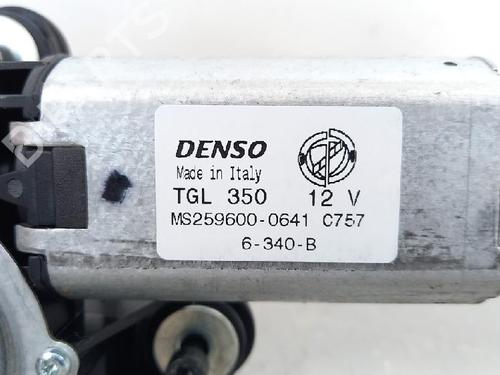 DENSO
Made in Italy
TGL 350 12 V
MS259600-0641 C757
6-340-B